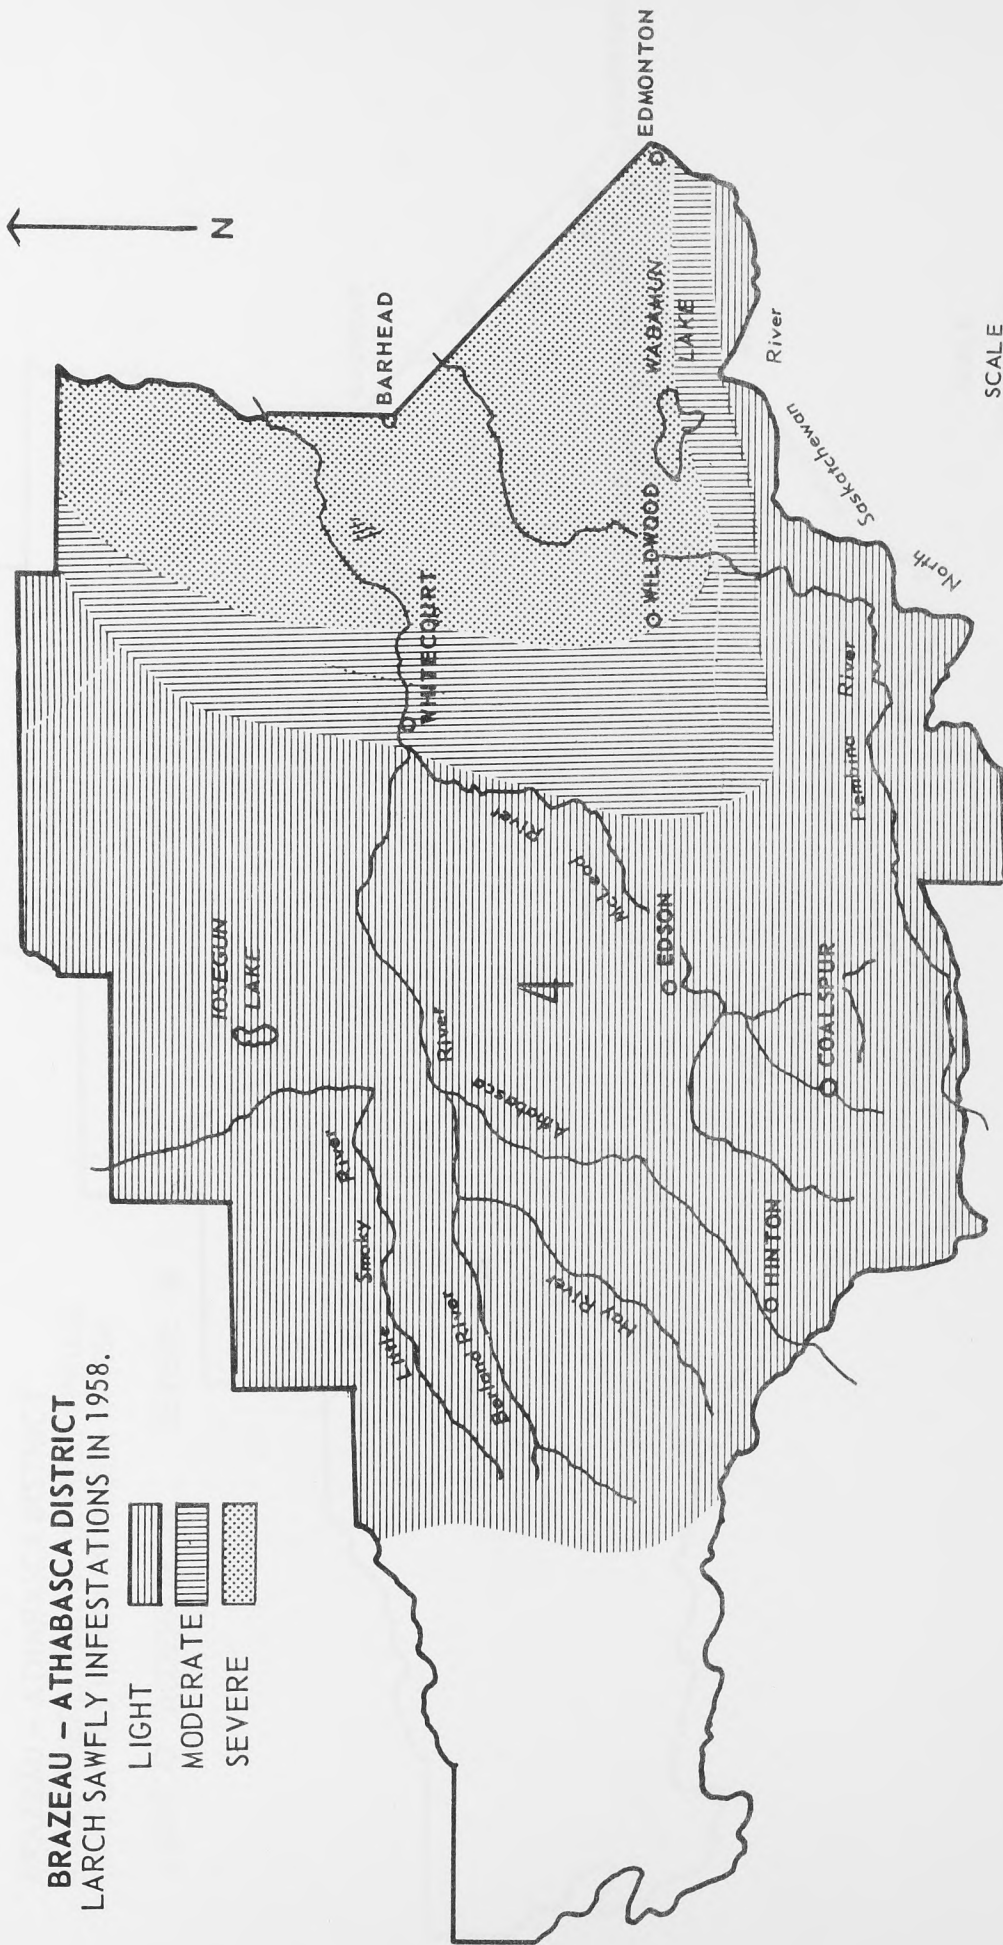 BRAZEAU – ATHABASCA DISTRICT
LARCH SAWFLY INFESTATIONS IN 1958.
LIGHT
MODERATE
SEVERE
N
IOSEGUN
LAKE
BARHEAD
EDMONTON
WHITECOURT
WABAMUN
LAKE
WILDWOOD
EDSON
COALSPUR
HINTON
4
Little Smoky River
Berland River
Hay River
Athabasca River
McLeod River
Pembina River
North Saskatchewan River
SCALE